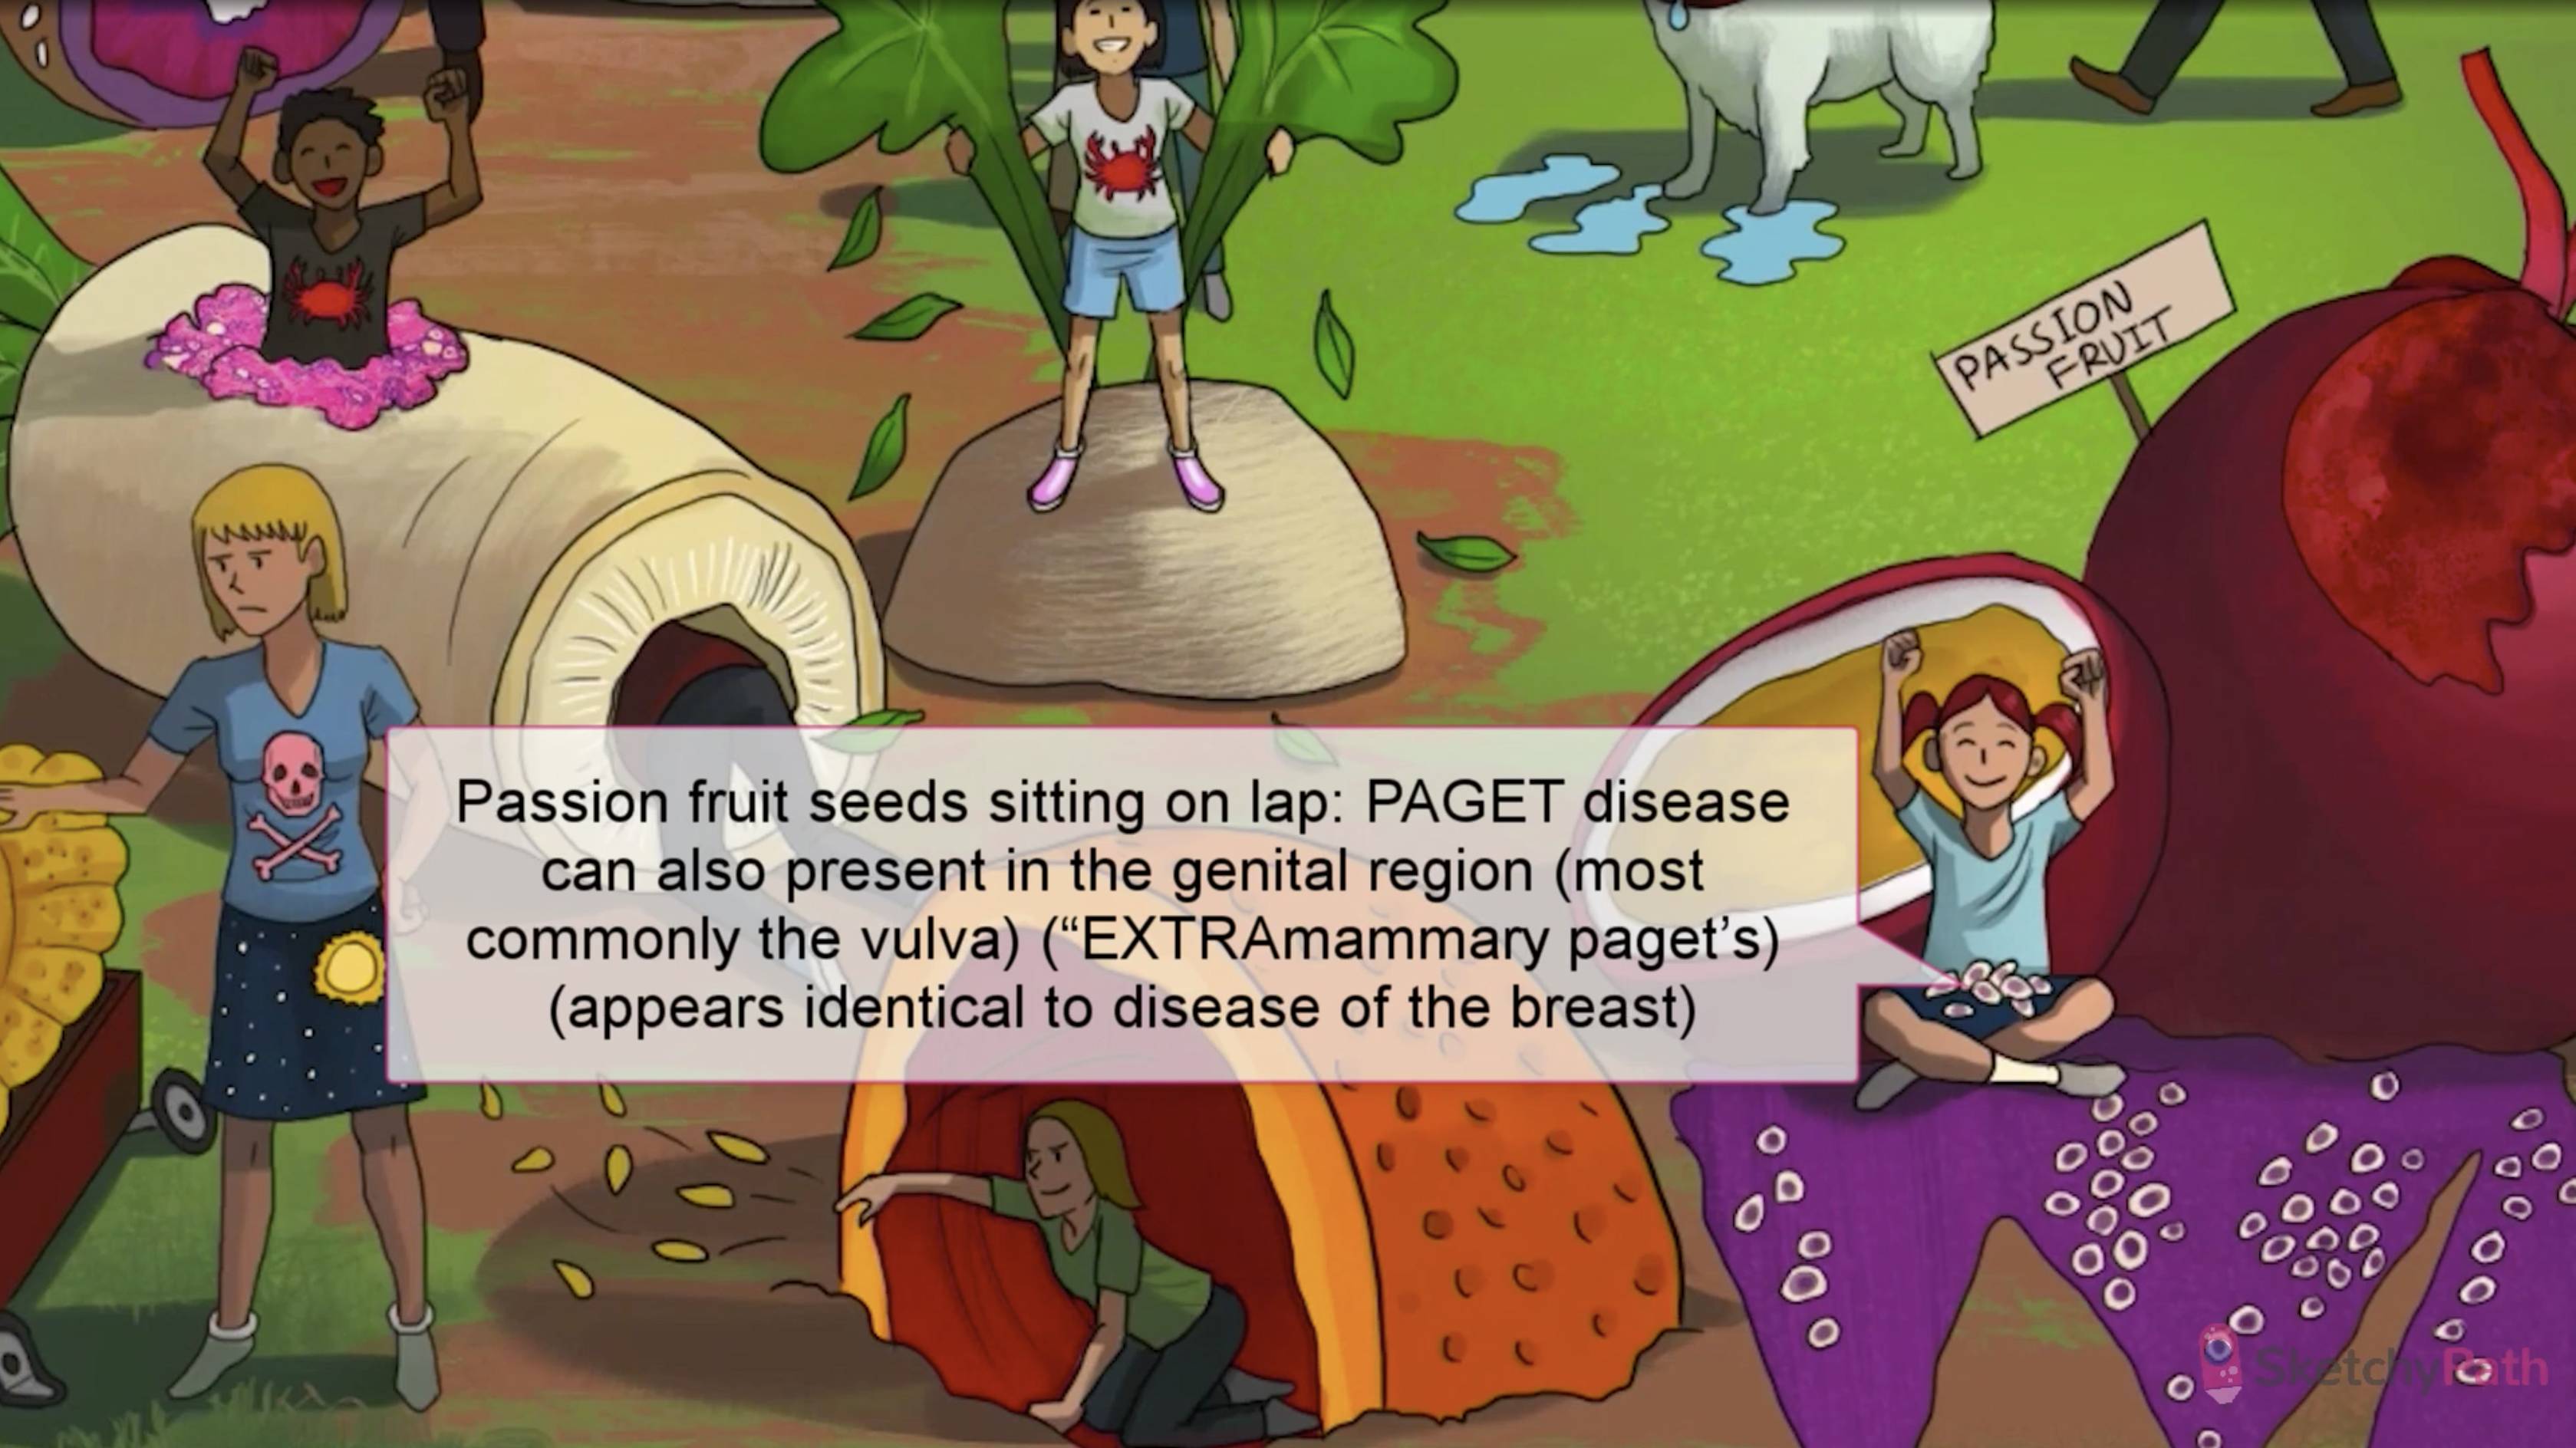 PASSION
FRUIT
Passion fruit seeds sitting on lap: PAGET disease
can also present in the genital region (most
commonly the vulva) (“EXTRAmammary paget’s)
(appears identical to disease of the breast)
SketchyPath